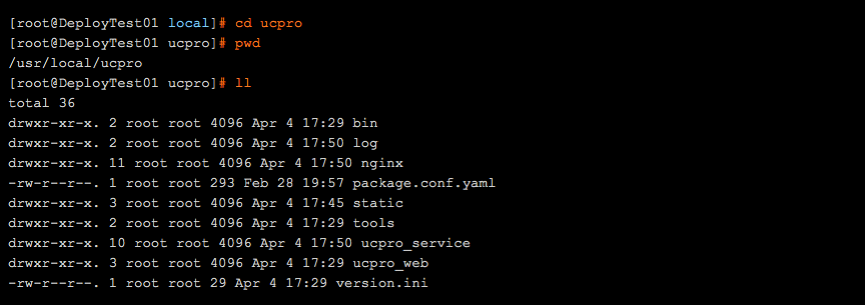 [root@DeployTest01 local]# cd ucpro
[root@DeployTest01 ucpro]# pwd
/usr/local/ucpro
[root@DeployTest01 ucpro]# ll
total 36
drwxr-xr-x. 2 root root 4096 Apr 4 17:29 bin
drwxr-xr-x. 2 root root 4096 Apr 4 17:50 log
drwxr-xr-x. 11 root root 4096 Apr 4 17:50 nginx
-rw-r--r--. 1 root root 293 Feb 28 19:57 package.conf.yaml
drwxr-xr-x. 3 root root 4096 Apr 4 17:45 static
drwxr-xr-x. 2 root root 4096 Apr 4 17:29 tools
drwxr-xr-x. 10 root root 4096 Apr 4 17:50 ucpro_service
drwxr-xr-x. 3 root root 4096 Apr 4 17:29 ucpro_web
-rw-r--r--. 1 root root 29 Apr 4 17:29 version.ini